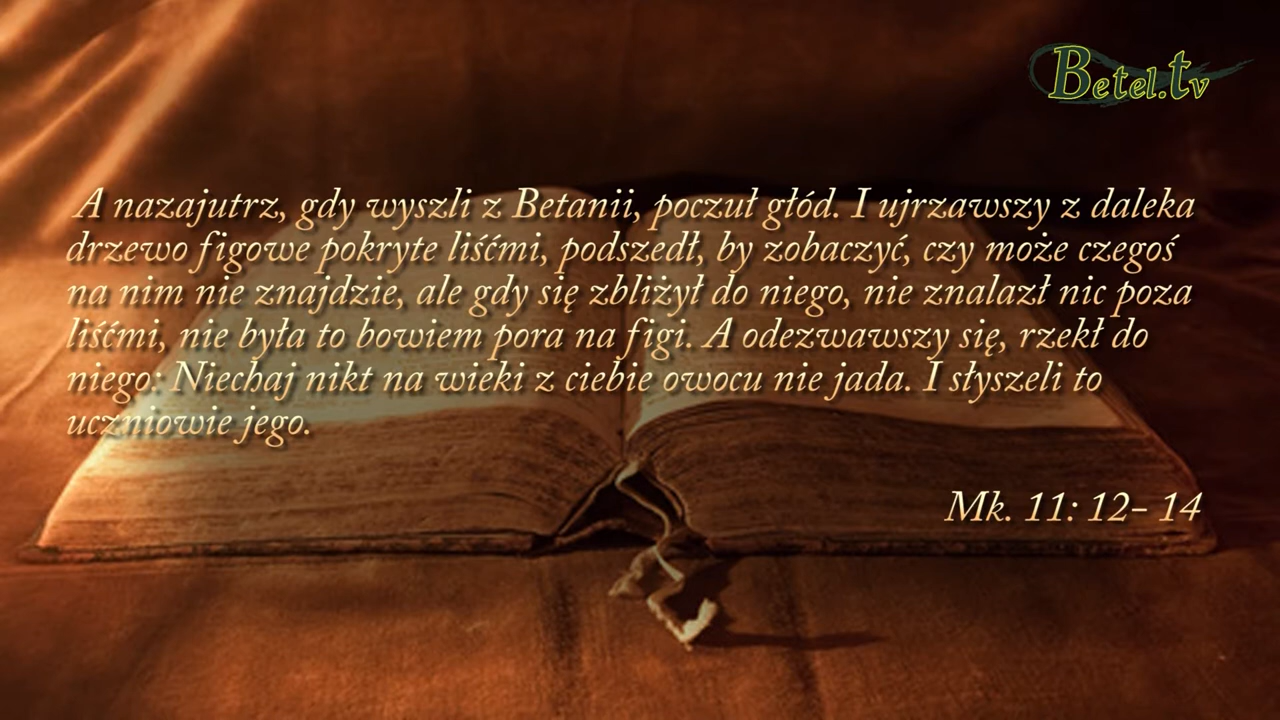 Betel.tv
A nazajutrz, gdy wyszli z Betanii, poczuł głód. I ujrzawszy z daleka
drzewo figowe pokryte liśćmi, podszedł, by zobaczyć, czy może czegoś
na nim nie znajdzie, ale gdy się zbliżył do niego, nie znalazł nic poza
liśćmi, nie była to bowiem pora na figi. A odezwawszy się, rzekł do
niego: Niechaj nikt na wieki z ciebie owocu nie jada. I słyszeli to
uczniowie jego.
Mk. 11: 12- 14